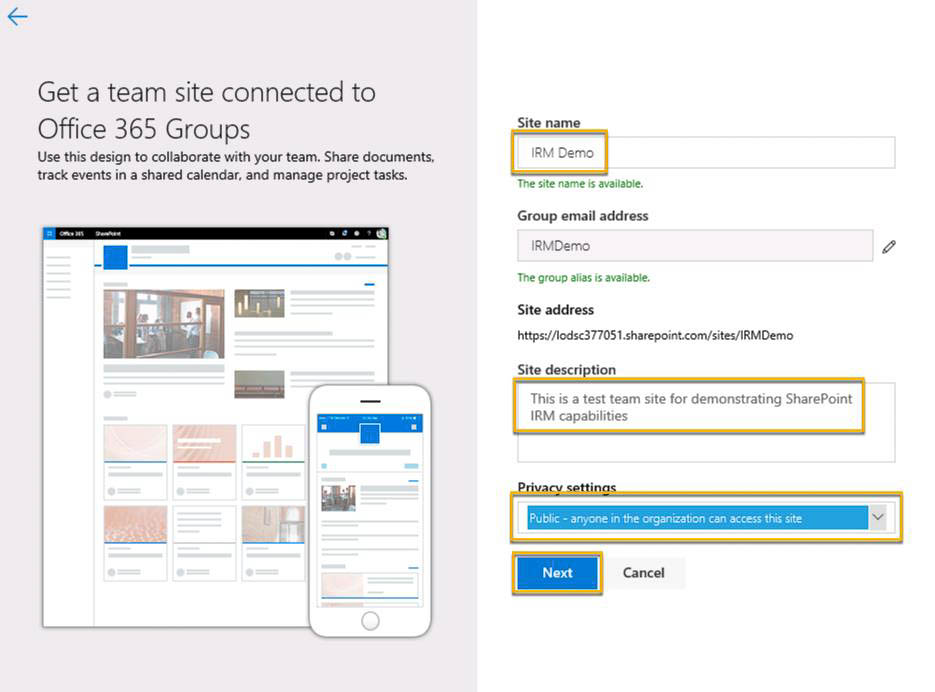 Get a team site connected to
Office 365 Groups
Use this design to collaborate with your team. Share documents,
track events in a shared calendar, and manage project tasks.
Office 365 SharePoint
?
Site name
IRM Demo
The site name is available.
Group email address
IRMDemo
The group alias is available.
Site address
https://lodsc377051.sharepoint.com/sites/IRMDemo
Site description
This is a test team site for demonstrating SharePoint
IRM capabilities
Privacy settings
Public - anyone in the organization can access this site
Next Cancel